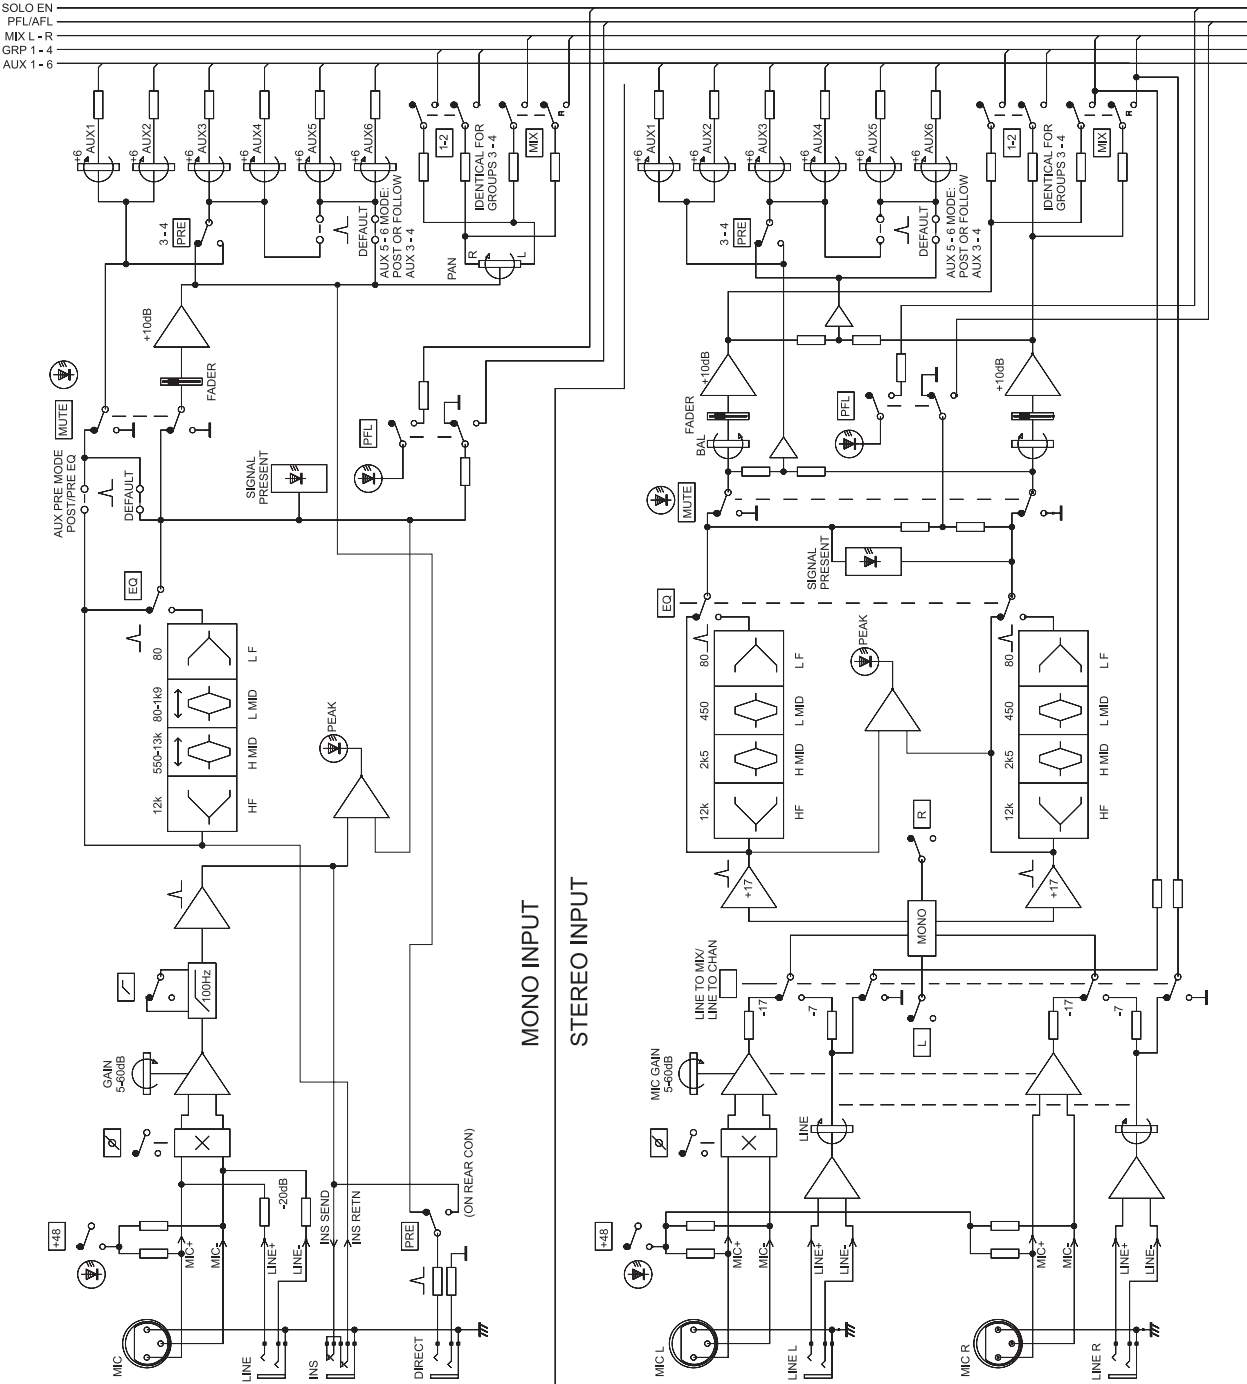 SOLO EN
PFL/AFL
MIX L - R
GRP 1 - 4
AUX 1 - 6
+6 AUX1
+6 AUX2
+6 AUX3
+6 AUX4
+6 AUX5
+6 AUX6
1-2
IDENTICAL FOR
GROUPS 3 - 4
MIX
R
3 - 4
PRE
DEFAULT
AUX 5 - 6 MODE:
POST OR FOLLOW
AUX 3 - 4
PAN
R
L
+10dB
FADER
MUTE
AUX PRE MODE
POST/PRE EQ
DEFAULT
SIGNAL
PRESENT
PFL
EQ
80
L F
80-1k9
L MID
550-13k
H MID
12k
HF
PEAK
100Hz
GAIN
5-60dB
-20dB
+48
MIC+
MIC-
LINE+
LINE-
INS SEND
INS RETN
(ON REAR CON)
PRE
MIC
LINE
INS
DIRECT
MONO INPUT
STEREO INPUT
+6 AUX1
+6 AUX2
+6 AUX3
+6 AUX4
+6 AUX5
+6 AUX6
1-2
IDENTICAL FOR
GROUPS 3 - 4
MIX
R
3 - 4
PRE
DEFAULT
AUX 5 - 6 MODE:
POST OR FOLLOW
AUX 3 - 4
+10dB
+10dB
FADER
BAL
PFL
MUTE
SIGNAL
PRESENT
EQ
80
L F
450
L MID
2k5
H MID
12k
HF
PEAK
80
L F
450
L MID
2k5
H MID
12k
HF
+17
+17
R
MONO
L
LINE TO MIX/
LINE TO CHAN
-17
-7
-17
-7
MIC GAIN
5-60dB
LINE
+48
MIC+
MIC-
LINE+
LINE-
MIC+
MIC-
LINE+
LINE-
MIC L
LINE L
MIC R
LINE R